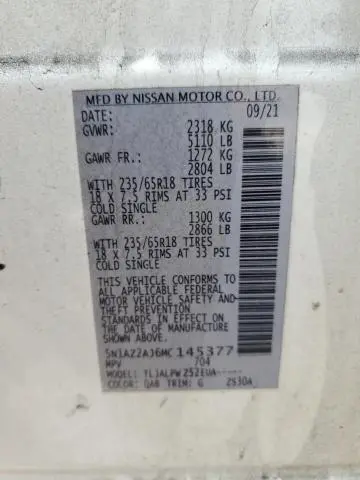 MFD BY NISSAN MOTOR CO., LTD.
DATE: 09/21
GVWR: 2318 KG
5110 LB
GAWR FR.: 1272 KG
2804 LB
WITH 235/65R18 TIRES
18 X 7.5 RIMS AT 33 PSI
COLD SINGLE
GAWR RR.: 1300 KG
2866 LB
WITH 235/65R18 TIRES
18 X 7.5 RIMS AT 33 PSI
COLD SINGLE
THIS VEHICLE CONFORMS TO ALL
APPLICABLE FEDERAL
MOTOR VEHICLE SAFETY AND
THEFT PREVENTION
STANDARDS IN EFFECT ON
THE DATE OF MANUFACTURE
SHOWN ABOVE
5N1AZ2AJ6MC145377
MPV 704
MODEL: TLJALPWZ52EUA
COLOR: QAB TRIM: G 2530A